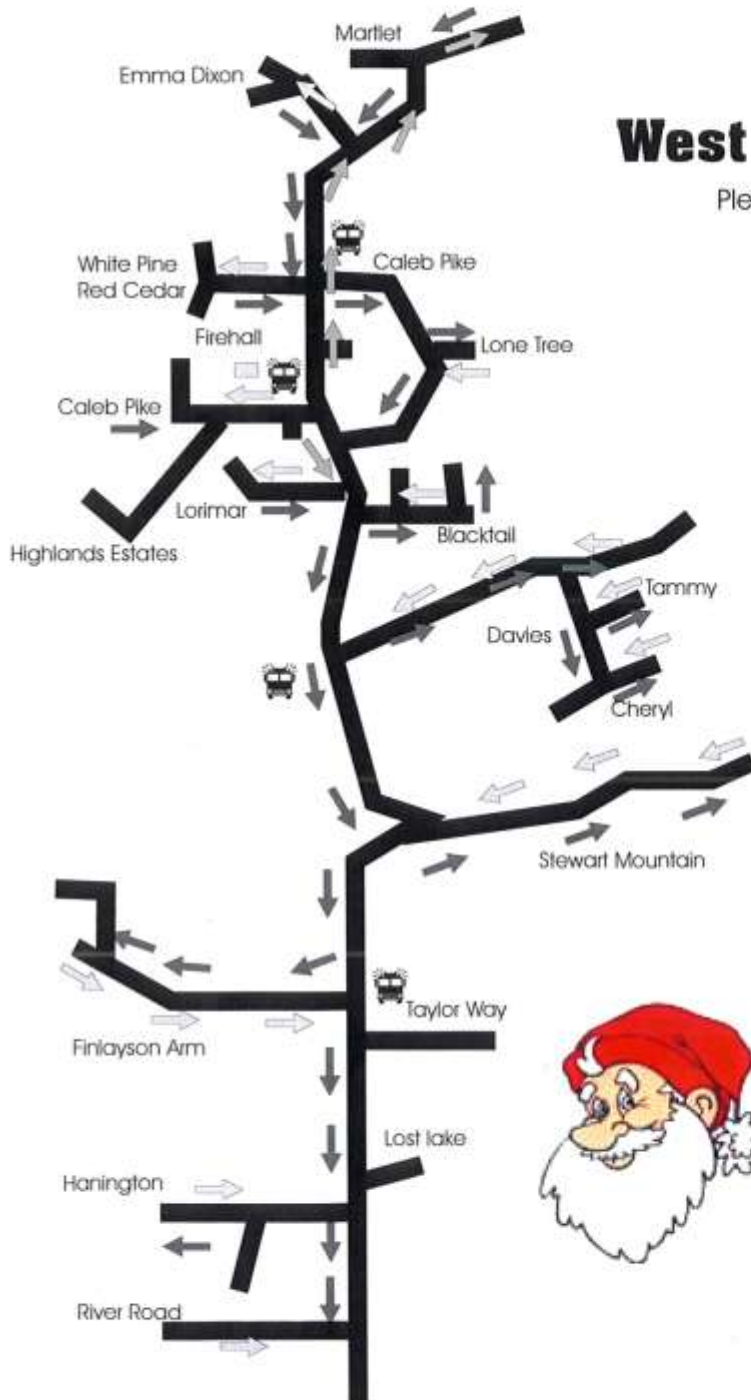 Martlet
Emma Dixon
West
Ple
White Pine
Red Cedar
Caleb Pike
Firehall
Lone Tree
Caleb Pike
Lorimar
Blacktail
Highlands Estates
Tammy
Davies
Cheryl
Stewart Mountain
Finlayson Arm
Taylor Way
Lost lake
Hanington
River Road